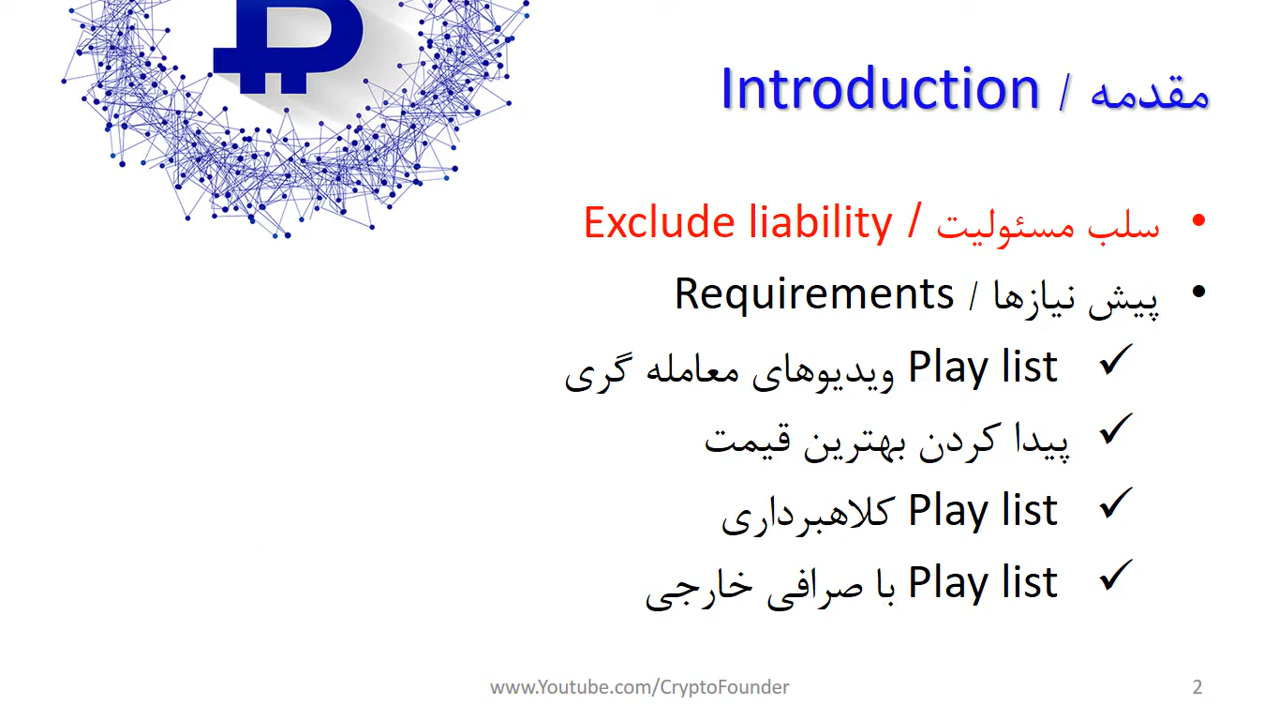 مقدمه / Introduction
سلب مسئولیت / Exclude liability
پیش نیازها / Requirements
Play list ویدیوهای معامله گری
پیدا کردن بهترین قیمت
Play list کلاهبرداری
Play list با صرافی خارجی
www.Youtube.com/CryptoFounder
2